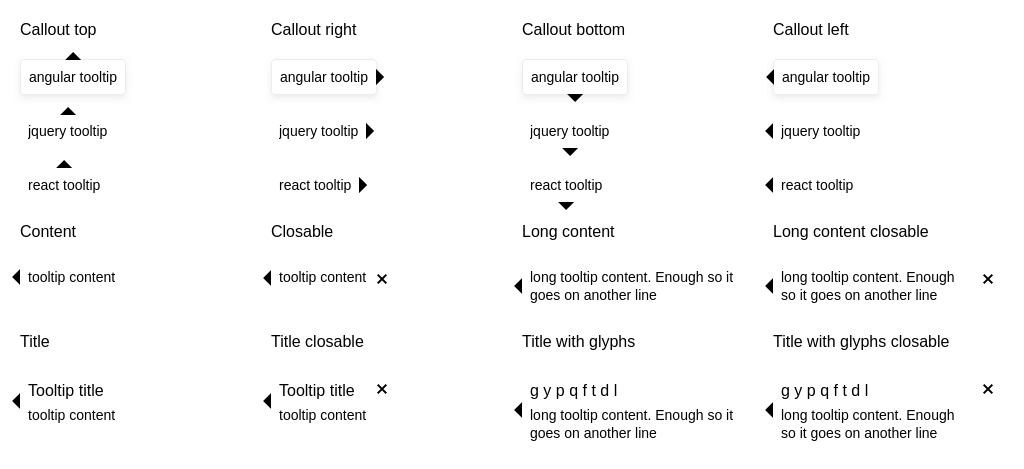 Callout top
angular tooltip
jquery tooltip
react tooltip
Callout right
angular tooltip
jquery tooltip
react tooltip
Callout bottom
angular tooltip
jquery tooltip
react tooltip
Callout left
angular tooltip
jquery tooltip
react tooltip
Content
tooltip content
Closable
tooltip content
Long content
long tooltip content. Enough so it
goes on another line
Long content closable
long tooltip content. Enough
so it goes on another line
Title
Tooltip title
tooltip content
Title closable
Tooltip title
tooltip content
Title with glyphs
g y p q f t d l
long tooltip content. Enough so it
goes on another line
Title with glyphs closable
g y p q f t d l
long tooltip content. Enough
so it goes on another line